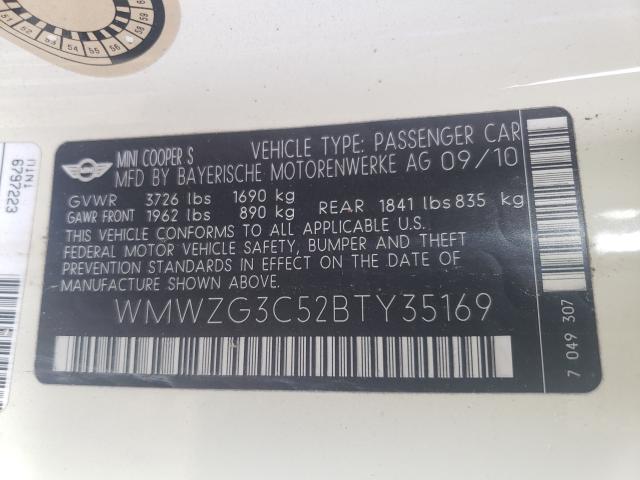 MINI COOPER S VEHICLE TYPE: PASSENGER CAR
MFD BY BAYERISCHE MOTORENWERKE AG 09/10
GVWR 3726 lbs 1690 kg
GAWR FRONT 1962 lbs 890 kg REAR 1841 lbs 835 kg
THIS VEHICLE CONFORMS TO ALL APPLICABLE U.S.
FEDERAL MOTOR VEHICLE SAFETY, BUMPER AND THEFT
PREVENTION STANDARDS IN EFFECT ON THE DATE OF
MANUFACTURE SHOWN ABOVE.
WMWZG3C52BTY35169
7 049 307
6797223